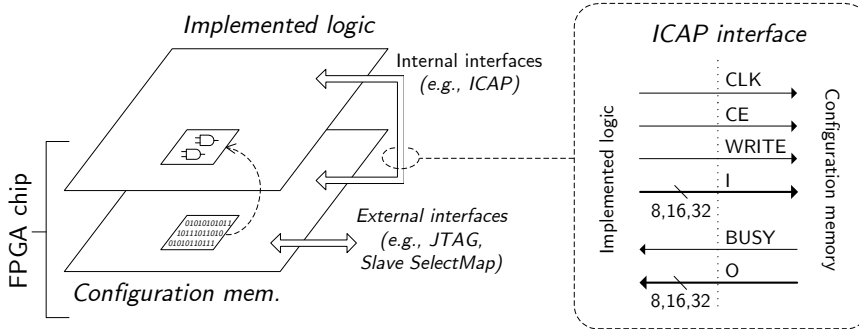 Implemented logic
Internal interfaces
(e.g., ICAP)
FPGA chip
01010101011
10111011010
01010110111
External interfaces
(e.g., JTAG,
Slave SelectMap)
Configuration mem.
ICAP interface
Implemented logic
CLK
CE
WRITE
I
8,16,32
BUSY
O
8,16,32
Configuration memory